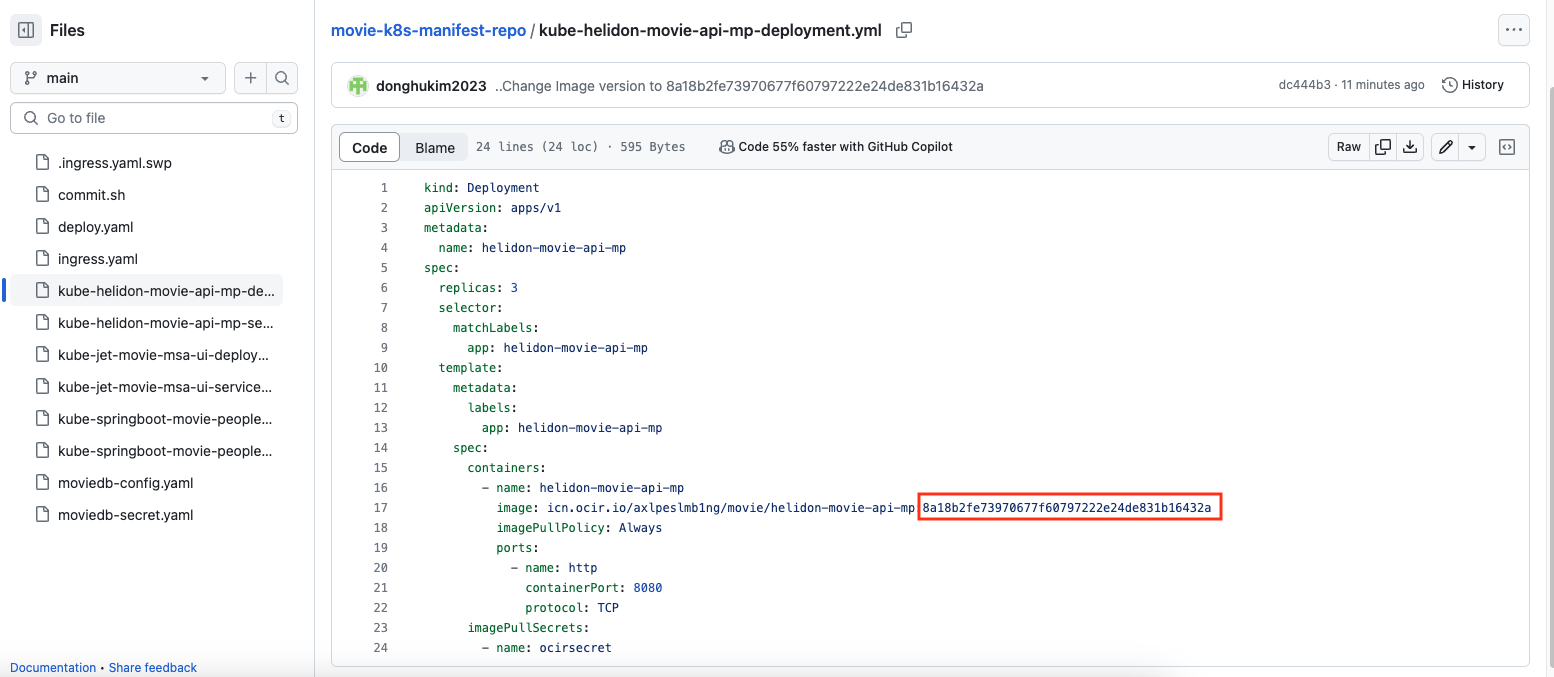 Files
main
Go to file
t
.ingress.yaml.swp
commit.sh
deploy.yaml
ingress.yaml
kube-helidon-movie-api-mp-de...
kube-helidon-movie-api-mp-se...
kube-jet-movie-msa-ui-deploy...
kube-jet-movie-msa-ui-service...
kube-springboot-movie-people...
kube-springboot-movie-people...
moviedb-config.yaml
moviedb-secret.yaml
Documentation • Share feedback
movie-k8s-manifest-repo / kube-helidon-movie-api-mp-deployment.yml
donghukim2023 ..Change Image version to 8a18b2fe73970677f60797222e24de831b16432a dc444b3 · 11 minutes ago History
Code Blame 24 lines (24 loc) · 595 Bytes Code 55% faster with GitHub Copilot Raw
1 kind: Deployment
2 apiVersion: apps/v1
3 metadata:
4 name: helidon-movie-api-mp
5 spec:
6 replicas: 3
7 selector:
8 matchLabels:
9 app: helidon-movie-api-mp
10 template:
11 metadata:
12 labels:
13 app: helidon-movie-api-mp
14 spec:
15 containers:
16 - name: helidon-movie-api-mp
17 image: icn.ocir.io/axlpeslmb1ng/movie/helidon-movie-api-mp 8a18b2fe73970677f60797222e24de831b16432a
18 imagePullPolicy: Always
19 ports:
20 - name: http
21 containerPort: 8080
22 protocol: TCP
23 imagePullSecrets:
24 - name: ocirsecret